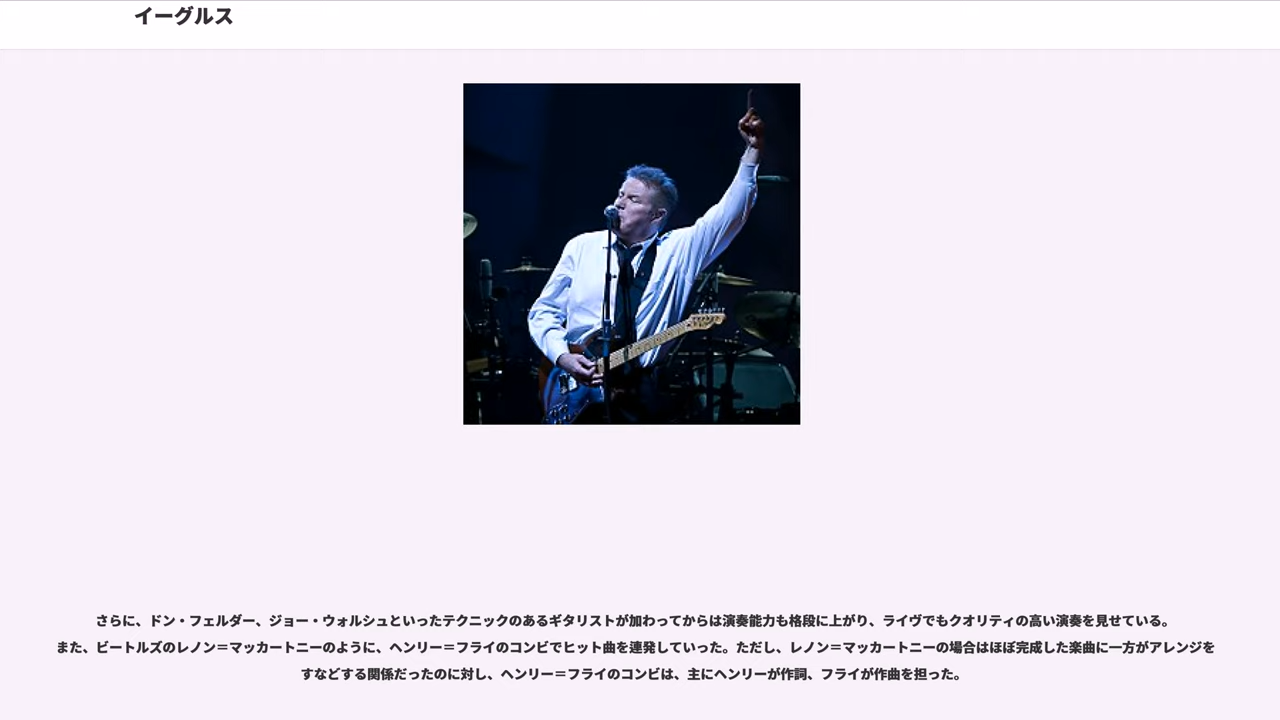 イーグルス
さらに、ドン・フェルダー、ジョー・ウォルシュといったテクニックのあるギタリストが加わってからは演奏能力も格段に上がり、ライヴでもクオリティの高い演奏を見せている。
また、ビートルズのレノン＝マッカートニーのように、ヘンリー＝フライのコンビでヒット曲を連発していった。ただし、レノン＝マッカートニーの場合はほぼ完成した楽曲に一方がアレンジを
すなどする関係だったのに対し、ヘンリー＝フライのコンビは、主にヘンリーが作詞、フライが作曲を担った。